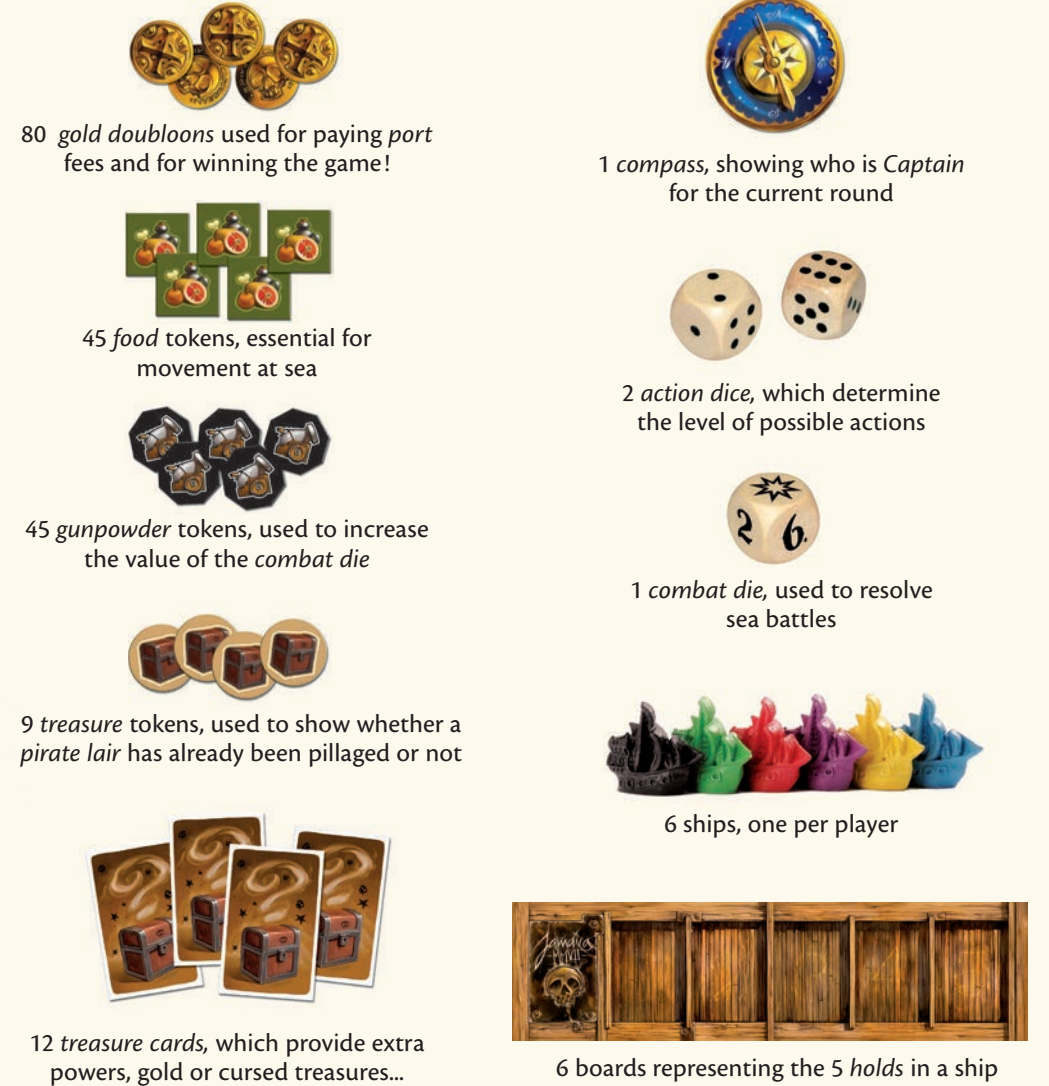 80 gold doubloons used for paying port
fees and for winning the game!
45 food tokens, essential for
movement at sea
45 gunpowder tokens, used to increase
the value of the combat die
9 treasure tokens, used to show whether a
pirate lair has already been pillaged or not
12 treasure cards, which provide extra
powers, gold or cursed treasures...
1 compass, showing who is Captain
for the current round
2 action dice, which determine
the level of possible actions
2 6.
1 combat die, used to resolve
sea battles
6 ships, one per player
Jamaica
6 boards representing the 5 holds in a ship